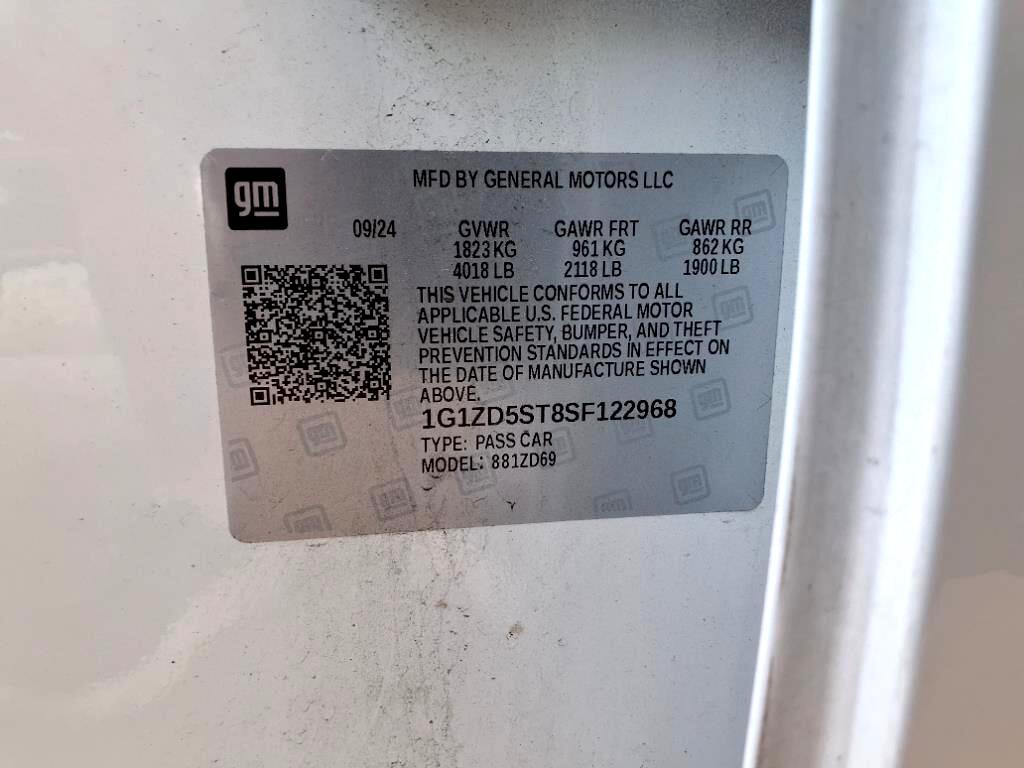 gm
MFD BY GENERAL MOTORS LLC
09/24 GVWR GAWR FRT GAWR RR
1823 KG 961 KG 862 KG
4018 LB 2118 LB 1900 LB
THIS VEHICLE CONFORMS TO ALL
APPLICABLE U.S. FEDERAL MOTOR
VEHICLE SAFETY, BUMPER, AND THEFT
PREVENTION STANDARDS IN EFFECT ON
THE DATE OF MANUFACTURE SHOWN
ABOVE.
1G1ZD5ST8SF122968
TYPE: PASS CAR
MODEL: 881ZD69